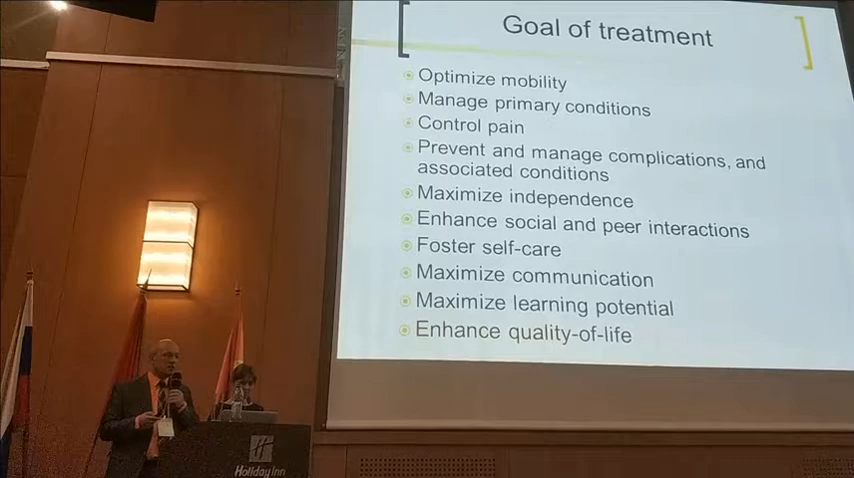 Goal of treatment
Optimize mobility
Manage primary conditions
Control pain
Prevent and manage complications, and
associated conditions
Maximize independence
Enhance social and peer interactions
Foster self-care
Maximize communication
Maximize learning potential
Enhance quality-of-life
H
Holiday Inn